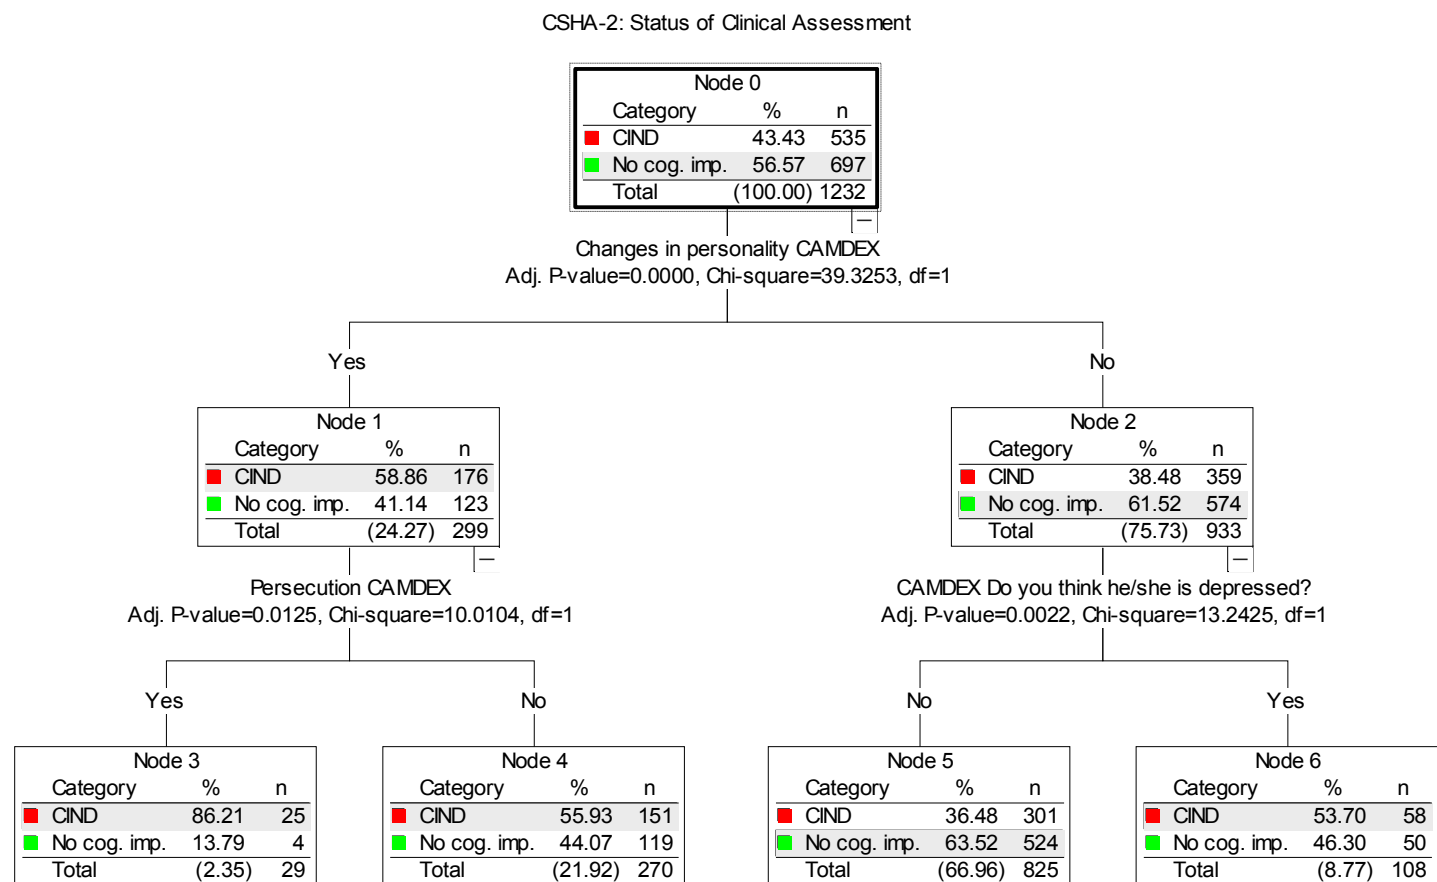 CSHA-2: Status of Clinical Assessment
Node 0
Category % n
CIND 43.43 535
No cog. imp. 56.57 697
Total (100.00) 1232
Changes in personality CAMDEX
Adj. P-value=0.0000, Chi-square=39.3253, df=1
Yes
No
Node 1
Category % n
CIND 58.86 176
No cog. imp. 41.14 123
Total (24.27) 299
Node 2
Category % n
CIND 38.48 359
No cog. imp. 61.52 574
Total (75.73) 933
Persecution CAMDEX
Adj. P-value=0.0125, Chi-square=10.0104, df=1
CAMDEX Do you think he/she is depressed?
Adj. P-value=0.0022, Chi-square=13.2425, df=1
Yes
No
No
Yes
Node 3
Category % n
CIND 86.21 25
No cog. imp. 13.79 4
Total (2.35) 29
Node 4
Category % n
CIND 55.93 151
No cog. imp. 44.07 119
Total (21.92) 270
Node 5
Category % n
CIND 36.48 301
No cog. imp. 63.52 524
Total (66.96) 825
Node 6
Category % n
CIND 53.70 58
No cog. imp. 46.30 50
Total (8.77) 108